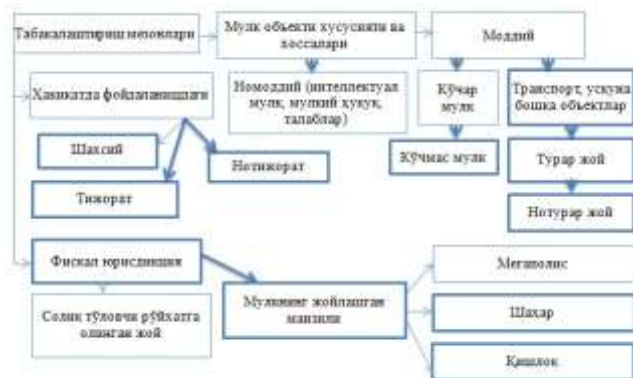 Табақалаштириш мезонлари
Мулк объекти хусусияти ва
хоссалари
Моддий
Ҳақиқатда фойдаланишдаги
Номоддий (интеллектуал
мулк, мулкий ҳуқуқ,
талаблар)
Кўчар
мулк
Транспорт, ускуна
бошқа объектлар
Шахсий
Нотижорат
Кўчмас мулк
Турар жой
Тижорат
Нотурар жой
Фискал юрисдикция
Мегаполис
Мулкнинг жойлашган
манзили
Солиқ тўловчи рўйхатга
олинган жой
Шаҳар
Қишлоқ